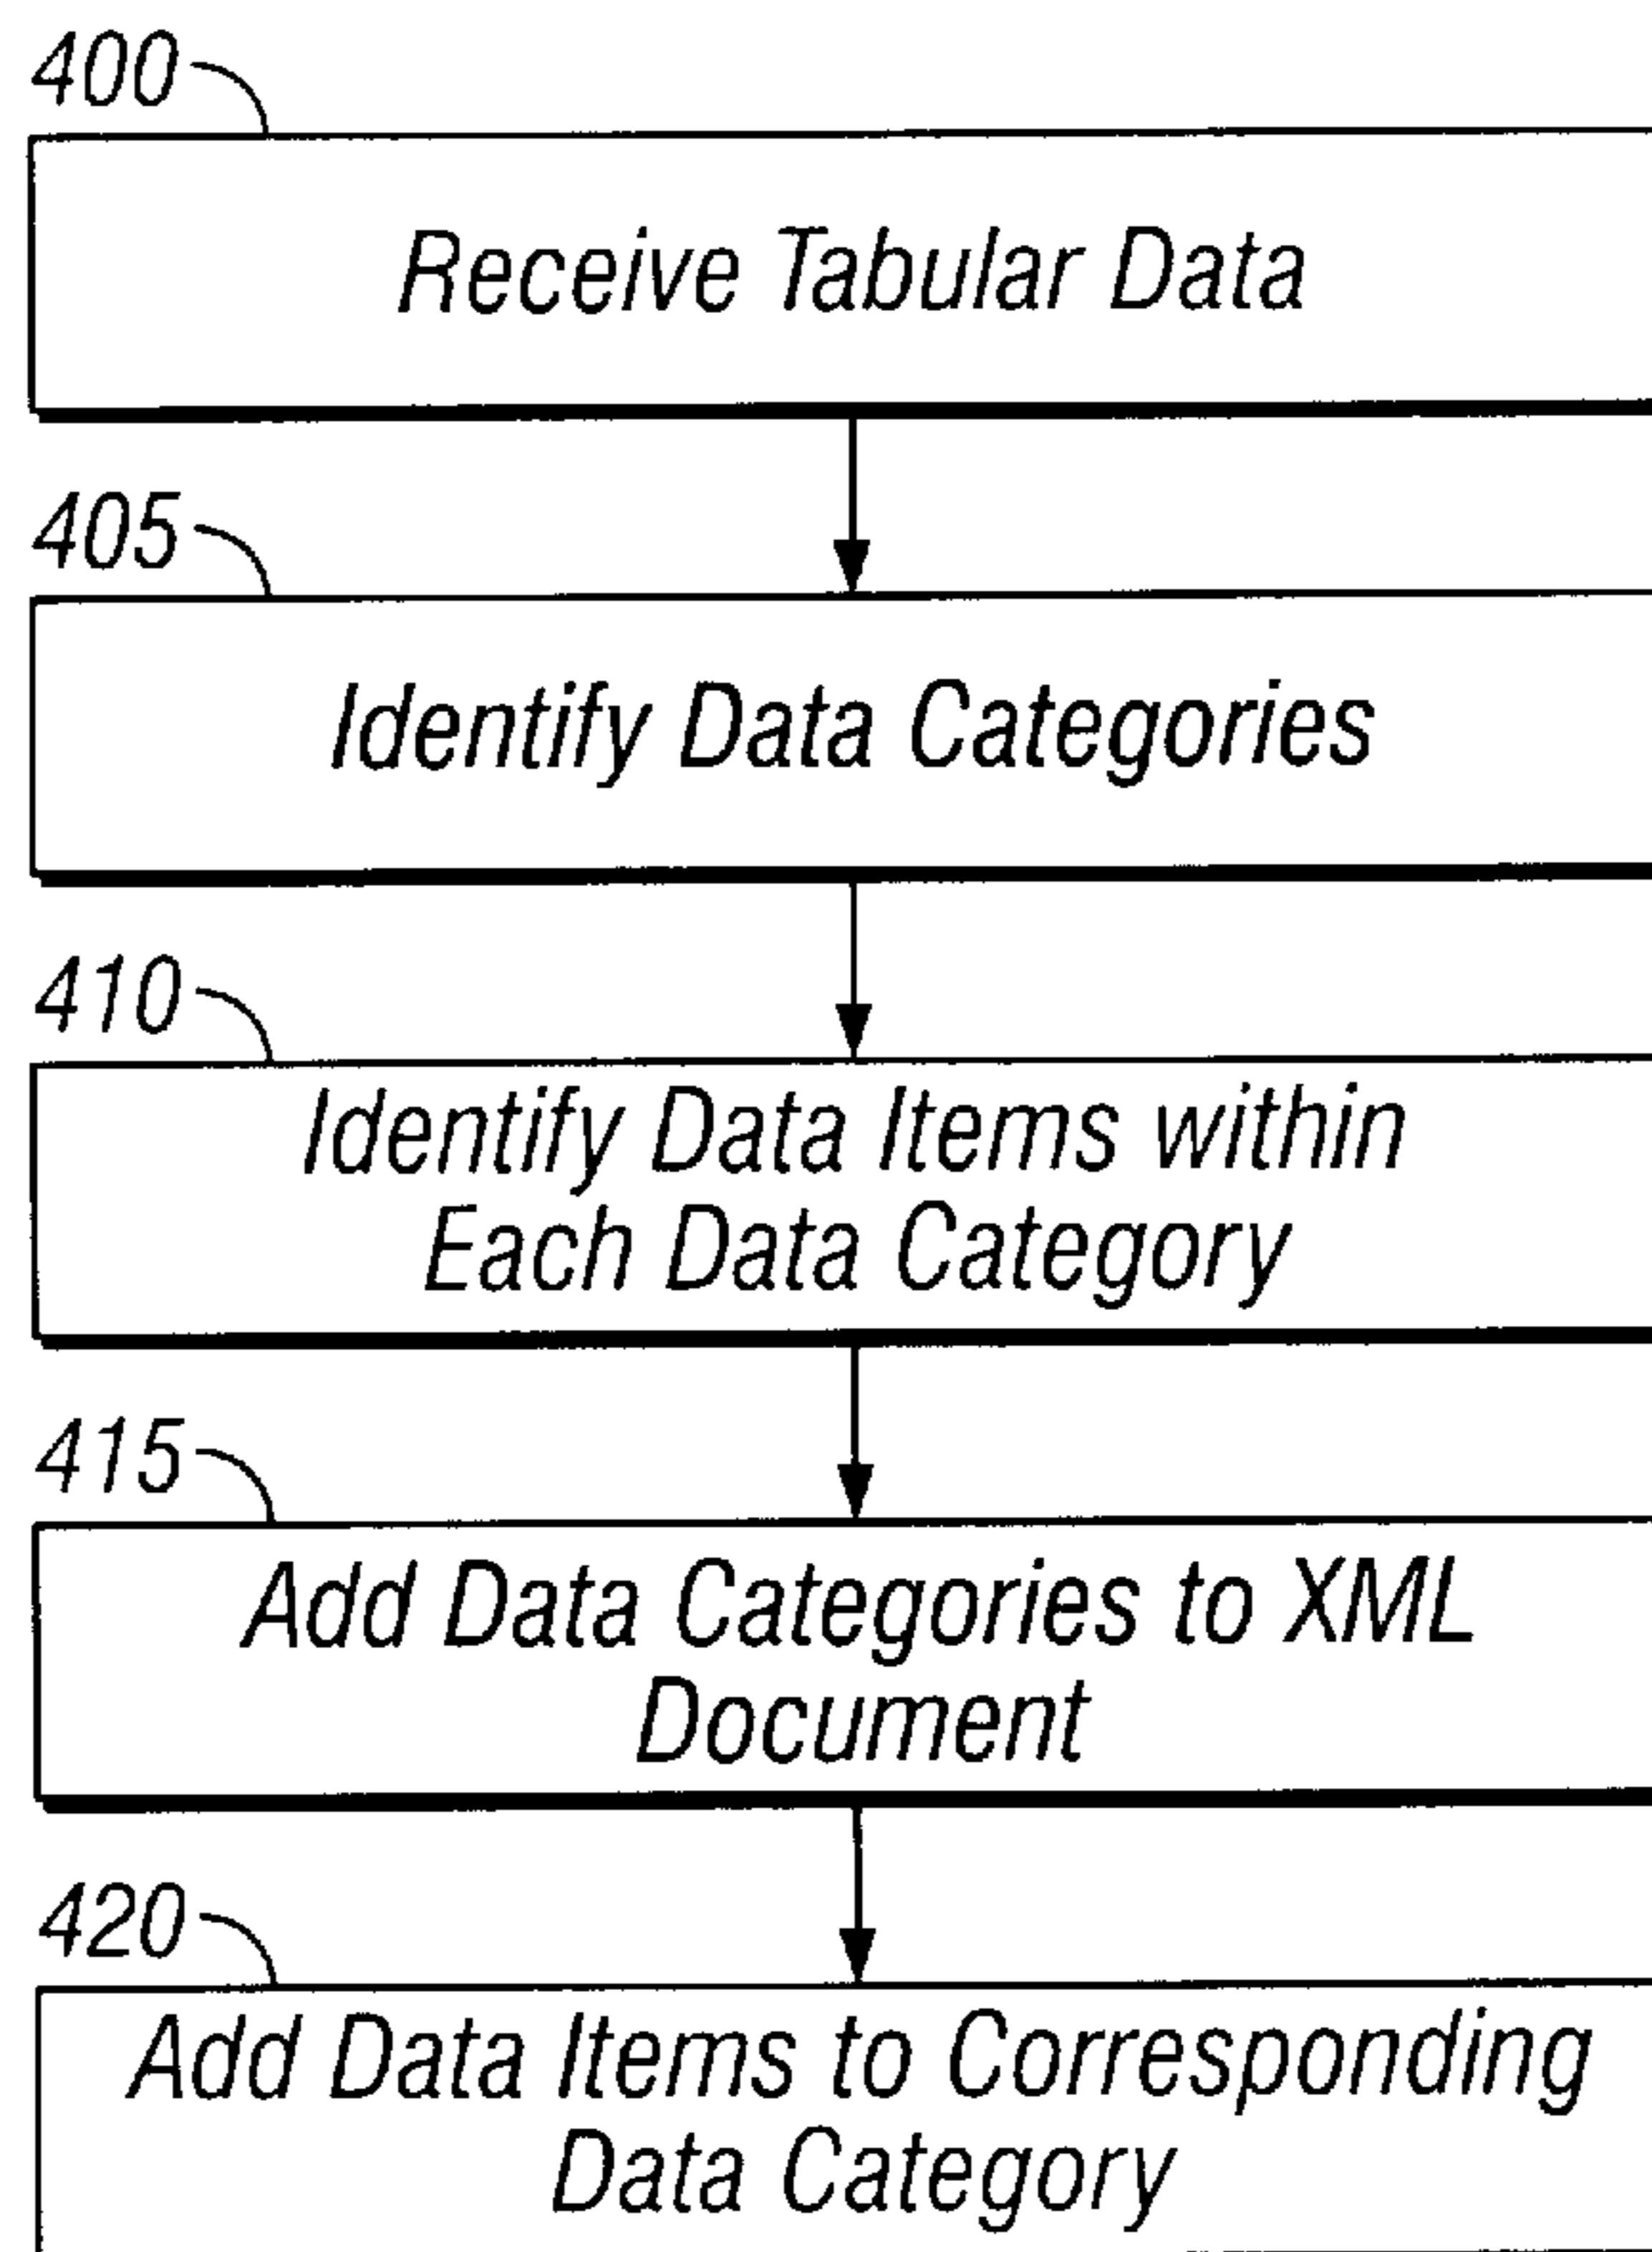 400
Receive Tabular Data
405
Identify Data Categories
410
Identify Data Items within
Each Data Category
415
Add Data Categories to XML
Document
420
Add Data Items to Corresponding
Data Category